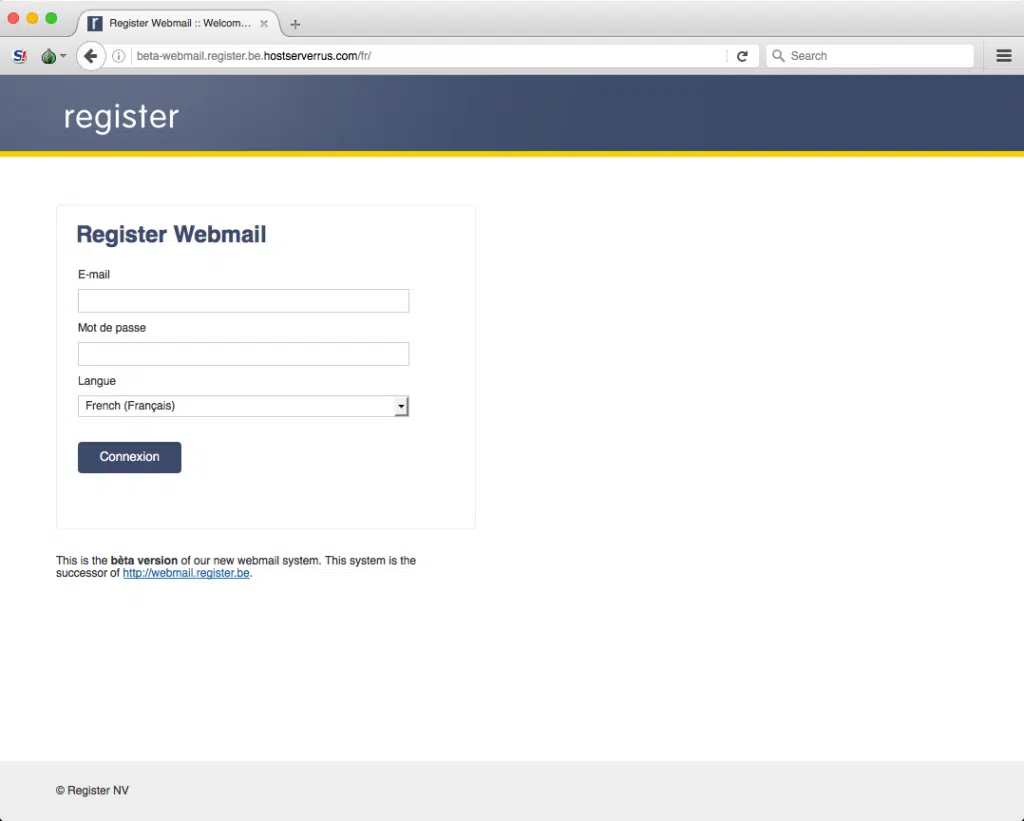 Register Webmail :: Welcom...
beta-webmail.register.be.hostserverrus.com/fr/
Search
register
Register Webmail
E-mail
Mot de passe
Langue
French (Français)
Connexion
This is the bèta version of our new webmail system. This system is the
successor of http://webmail.register.be.
© Register NV